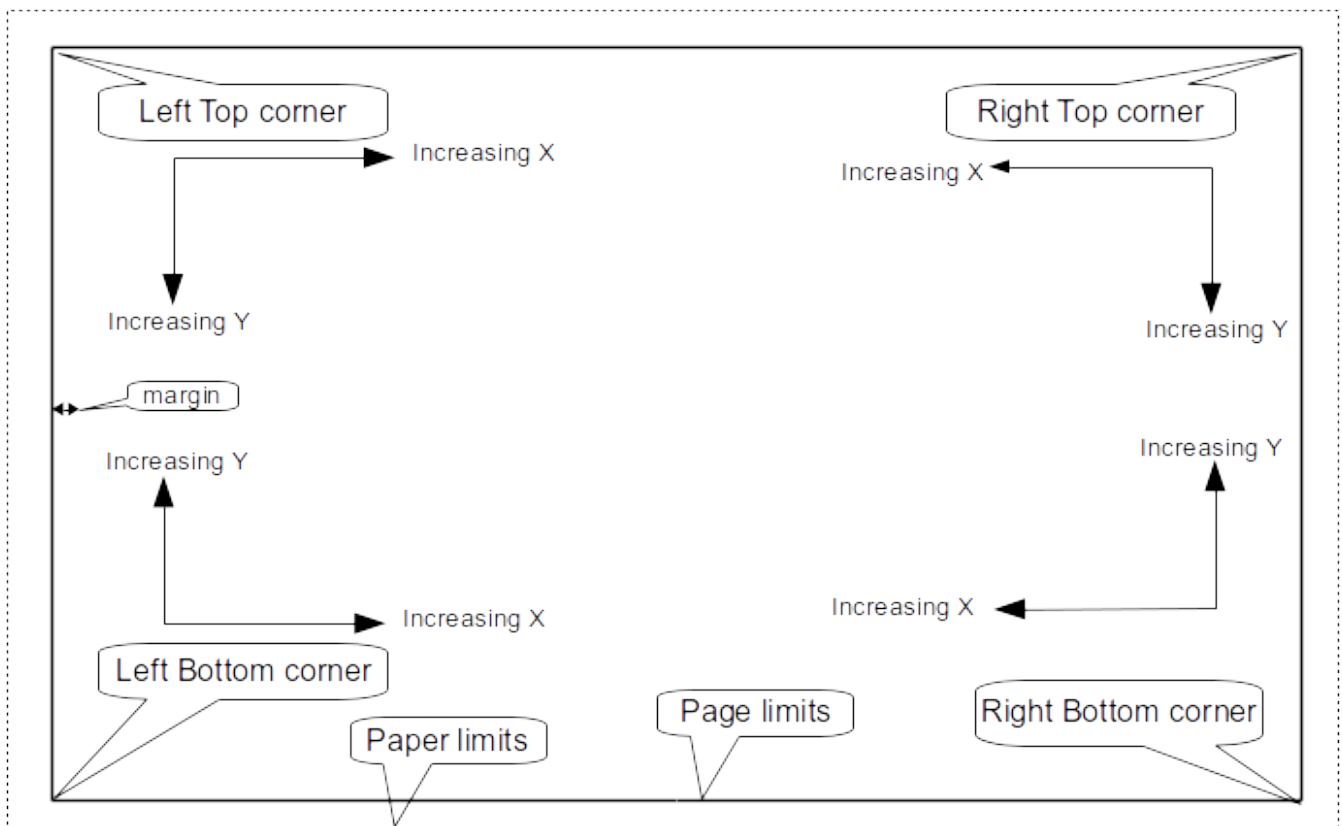 Left Top corner
Right Top corner
Increasing X
Increasing X
Increasing Y
Increasing Y
margin
Increasing Y
Increasing Y
Increasing X
Increasing X
Left Bottom corner
Right Bottom corner
Page limits
Paper limits